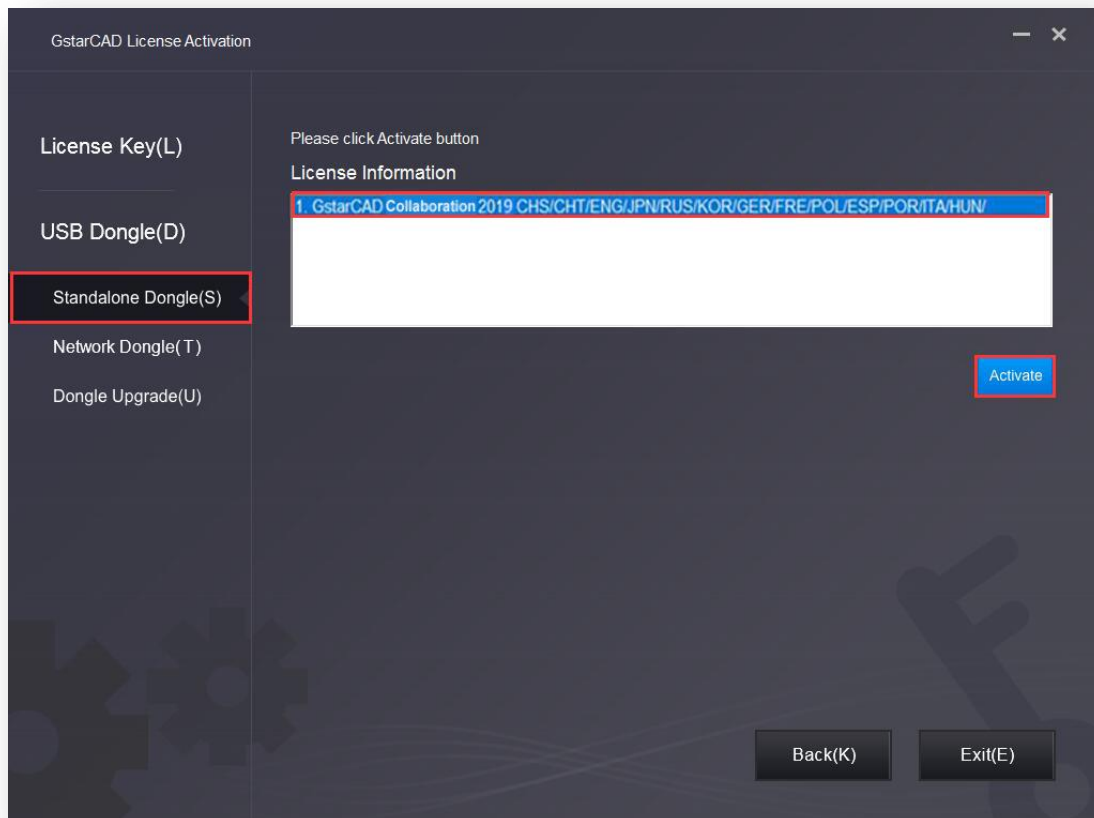 GstarCAD License Activation
License Key(L)
USB Dongle(D)
Standalone Dongle(S)
Network Dongle(T)
Dongle Upgrade(U)
Please click Activate button
License Information
1. GstarCAD Collaboration 2019 CHS/CHT/ENG/JPN/RUS/KOR/GER/FRE/POL/ESP/POR/ITA/HUN/
Activate
Back(K)
Exit(E)